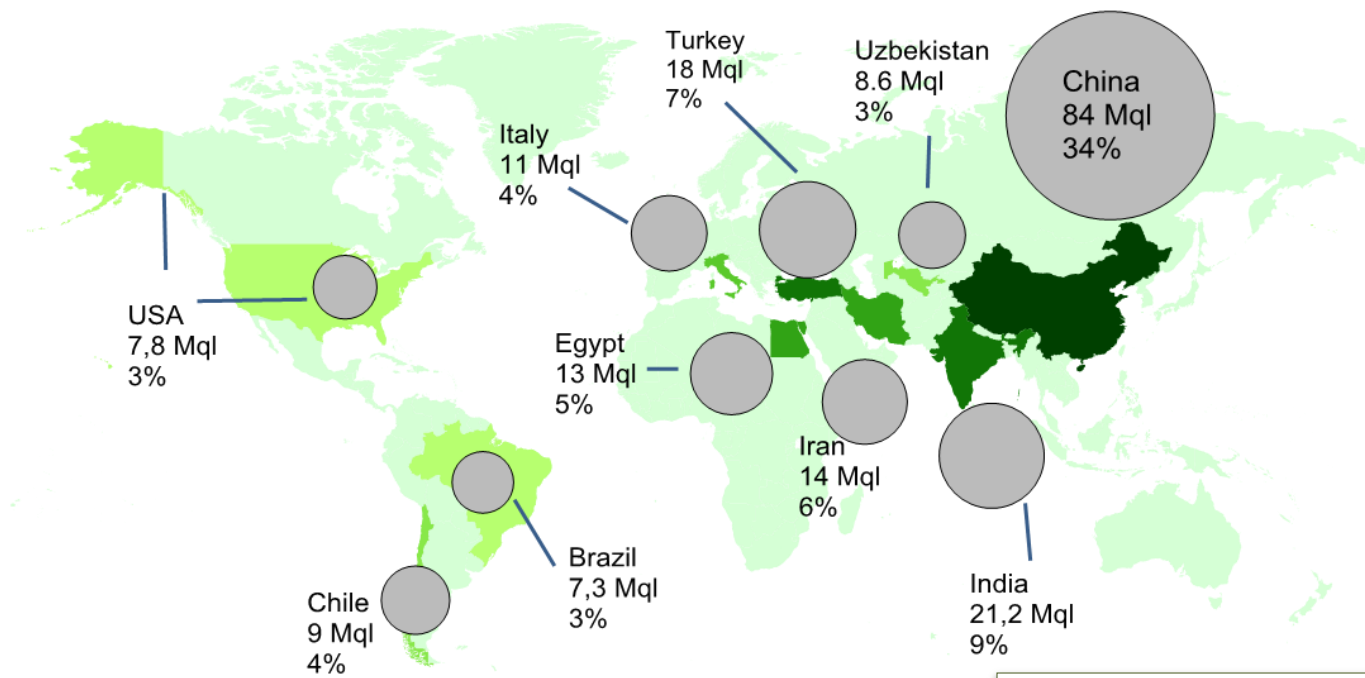 Turkey
18 Mql
7%
Uzbekistan
8.6 Mql
3%
China
84 Mql
34%
Italy
11 Mql
4%
USA
7,8 Mql
3%
Egypt
13 Mql
5%
Iran
14 Mql
6%
Brazil
7,3 Mql
3%
India
21,2 Mql
9%
Chile
9 Mql
4%